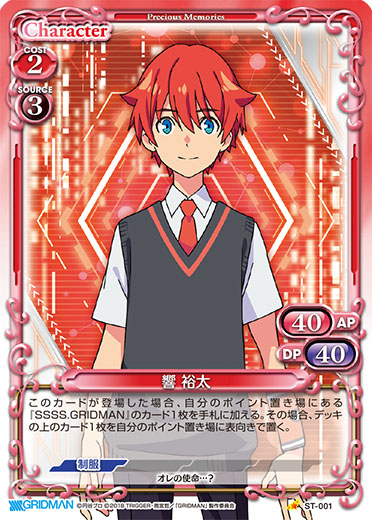 Precious Memories
Character
COST
2
SOURCE
3
40 AP
DP 40
響 裕太
このカードが登場した場合、自分のポイント置き場にある
『SSSS.GRIDMAN』のカード1枚を手札に加える。その場合、デッキ
の上のカード1枚を自分のポイント置き場に表向きで置く。
制服
オレの使命…?
GRIDMAN
©円谷プロ ©2018 TRIGGER・雨宮哲/「GRIDMAN」製作委員会
ST-001